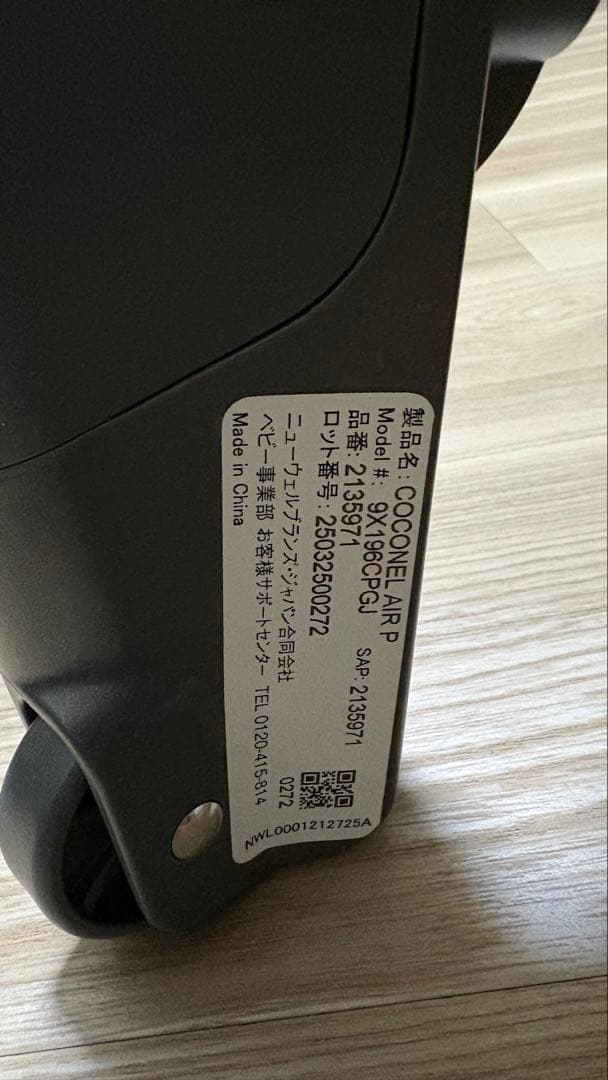 製品名: COCONEL AIR P
Model #: 9X196CPGJ
品番: 2135971 SAP: 2135971
ロット番号: 25032500272
ニューウェルブランズ・ジャパン合同会社
ベビー事業部 お客様サポートセンター TEL 0120-415-814
Made in China
0272
NWL0001212725A